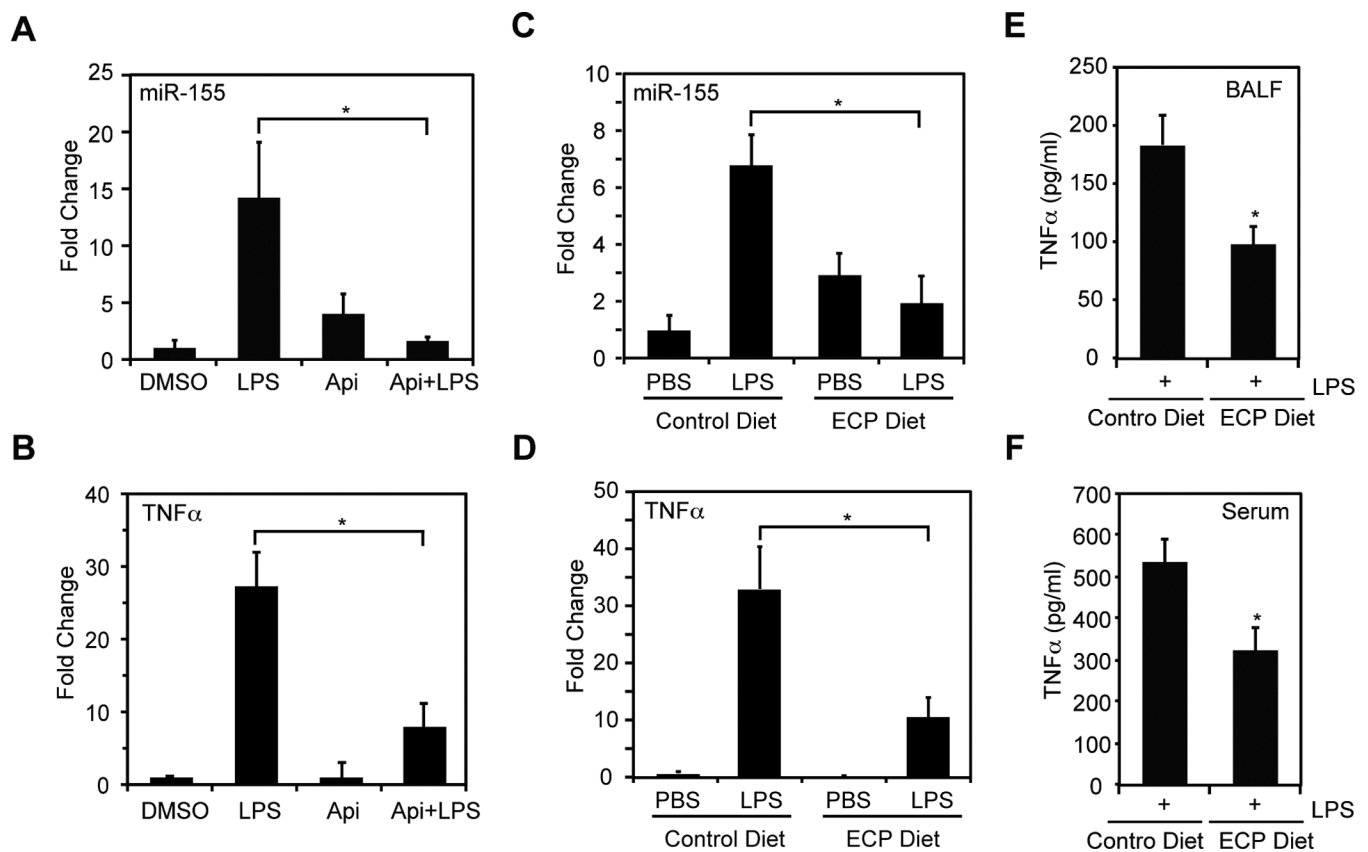 A
miR-155
Fold Change
25
20
15
10
5
0
*
DMSO LPS Api Api+LPS
B
TNFα
Fold Change
40
30
20
10
0
*
DMSO LPS Api Api+LPS
C
miR-155
Fold Change
10
8
6
4
2
0
*
PBS LPS PBS LPS
Control Diet ECP Diet
D
TNFα
Fold Change
50
40
30
20
10
0
*
PBS LPS PBS LPS
Control Diet ECP Diet
E
BALF
TNFα (pg/ml)
250
200
150
100
50
0
*
+ + LPS
Contro Diet ECP Diet
F
Serum
TNFα (pg/ml)
700
600
500
400
300
200
100
0
*
+ + LPS
Contro Diet ECP Diet